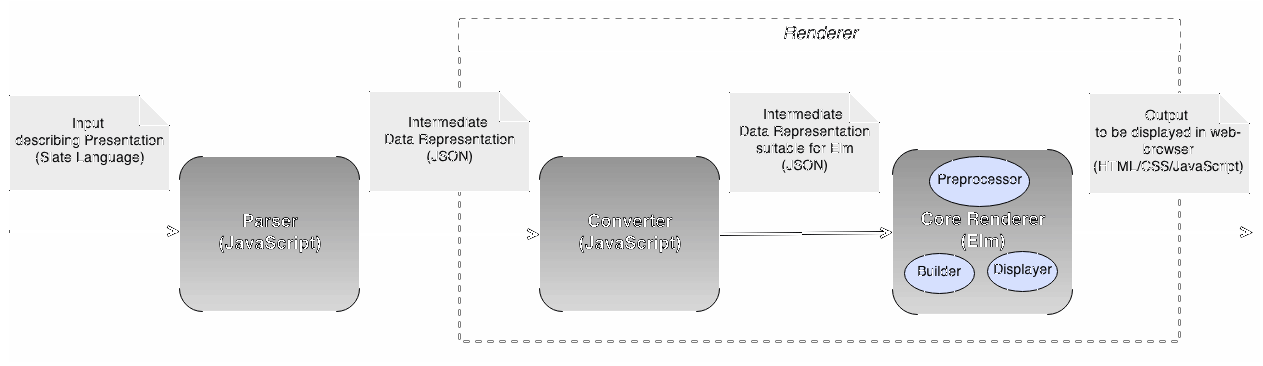 Renderer
Input
describing Presentation
(Slate Language)
Intermediate
Data Representation
(JSON)
Intermediate
Data Representation
suitable for Elm
(JSON)
Output
to be displayed in web-
browser
(HTML/CSS/JavaScript)
Parser
(JavaScript)
Converter
(JavaScript)
Preprocessor
Core Renderer
(Elm)
Builder
Displayer